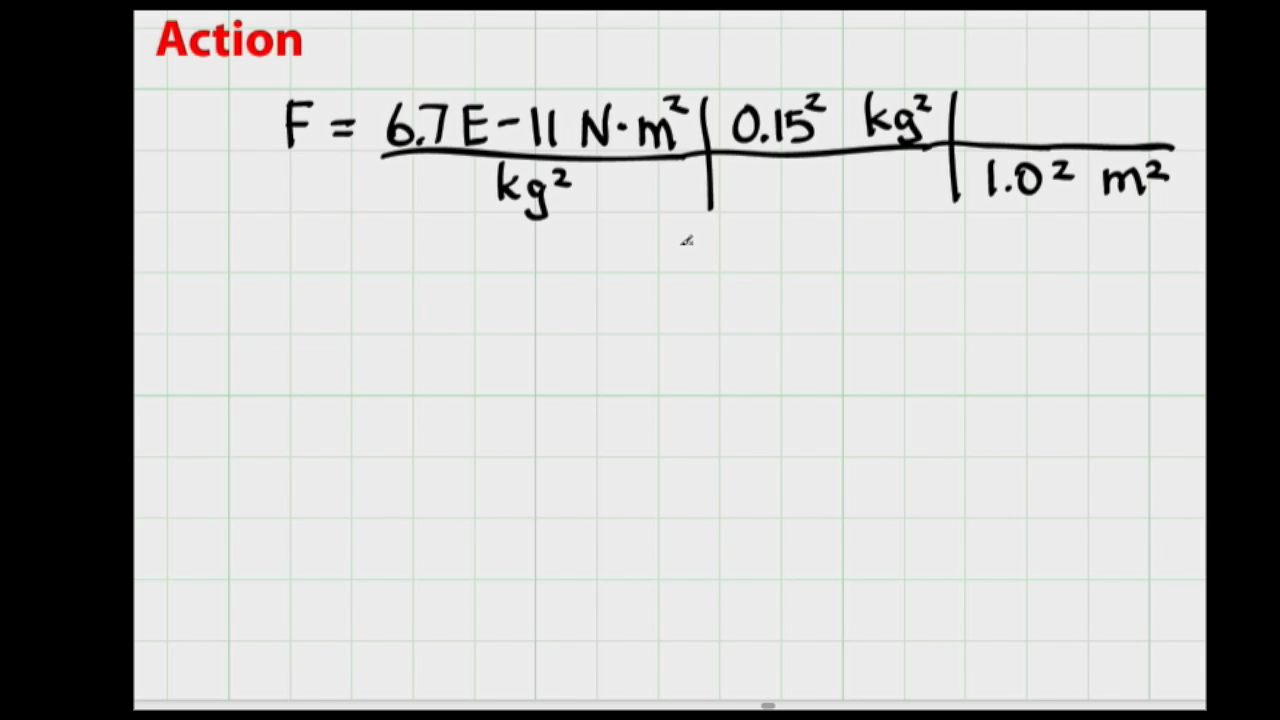 Action
F = 6.7 E-11 N·m² | 0.15² kg² |
kg² | | 1.0² m²